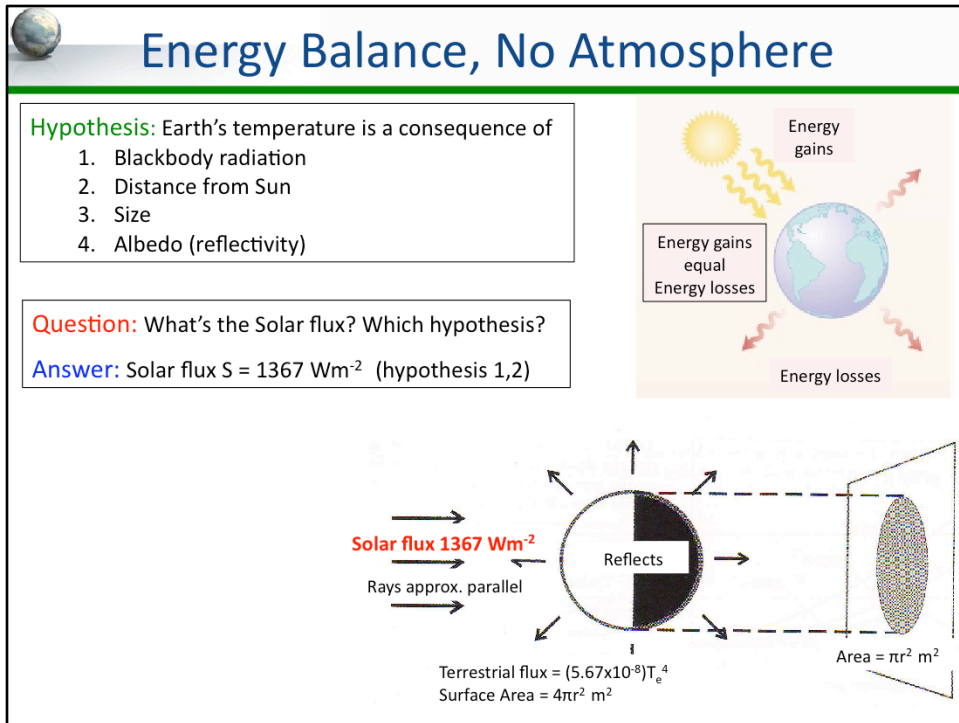 Energy Balance, No Atmosphere
Hypothesis: Earth's temperature is a consequence of
1. Blackbody radiation
2. Distance from Sun
3. Size
4. Albedo (reflectivity)
Energy
gains
Energy gains
equal
Energy losses
Energy losses
Question: What's the Solar flux? Which hypothesis?
Answer: Solar flux S = 1367 Wm⁻² (hypothesis 1,2)
Solar flux 1367 Wm⁻²
Rays approx. parallel
Reflects
Terrestrial flux = (5.67x10⁻⁸)Tₑ⁴
Surface Area = 4πr² m²
Area = πr² m²